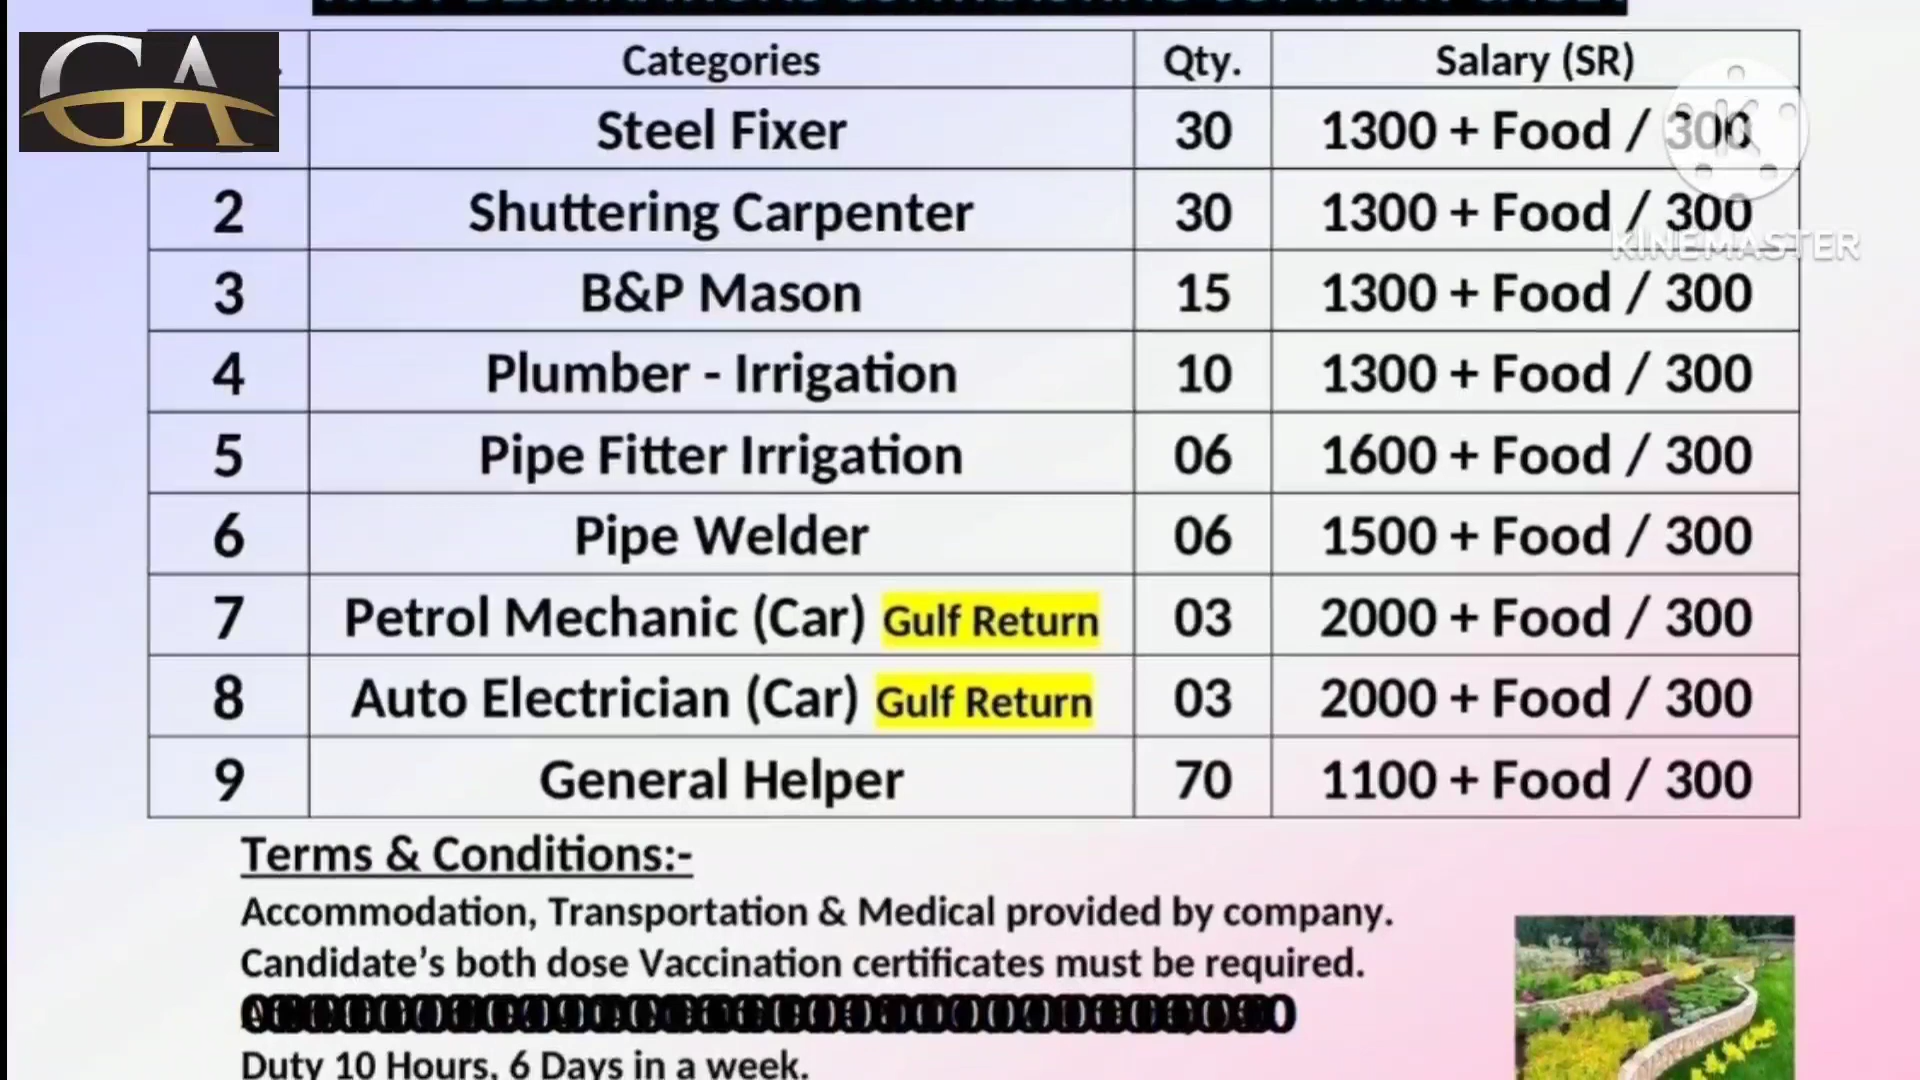 GA
Categories Qty. Salary (SR)
Steel Fixer 30 1300 + Food / 300
2 Shuttering Carpenter 30 1300 + Food / 300
KINEMASTER
3 B&P Mason 15 1300 + Food / 300
4 Plumber - Irrigation 10 1300 + Food / 300
5 Pipe Fitter Irrigation 06 1600 + Food / 300
6 Pipe Welder 06 1500 + Food / 300
7 Petrol Mechanic (Car) Gulf Return 03 2000 + Food / 300
8 Auto Electrician (Car) Gulf Return 03 2000 + Food / 300
9 General Helper 70 1100 + Food / 300
Terms & Conditions:-
Accommodation, Transportation & Medical provided by company.
Candidate’s both dose Vaccination certificates must be required.
Duty 10 Hours, 6 Days in a week.